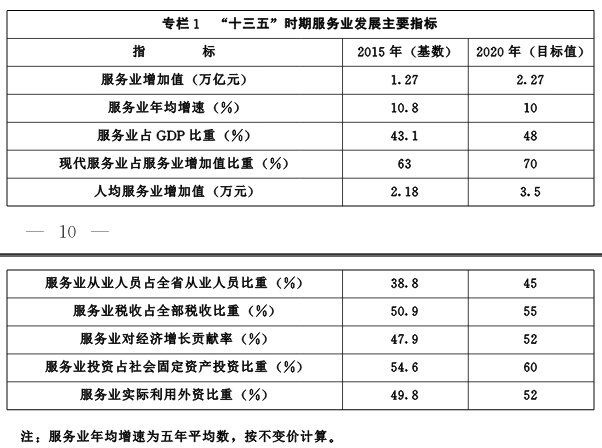 专栏1 “十三五”时期服务业发展主要指标
指 标 2015年（基数） 2020年（目标值）
服务业增加值（万亿元） 1.27 2.27
服务业年均增速（%） 10.8 10
服务业占GDP比重（%） 43.1 48
现代服务业占服务业增加值比重（%） 63 70
人均服务业增加值（万元） 2.18 3.5
— 10 —
服务业从业人员占全省从业人员比重（%） 38.8 45
服务业税收占全部税收比重（%） 50.9 55
服务业对经济增长贡献率（%） 47.9 52
服务业投资占社会固定资产投资比重（%） 54.6 60
服务业实际利用外资比重（%） 49.8 52
注：服务业年均增速为五年平均数，按不变价计算。